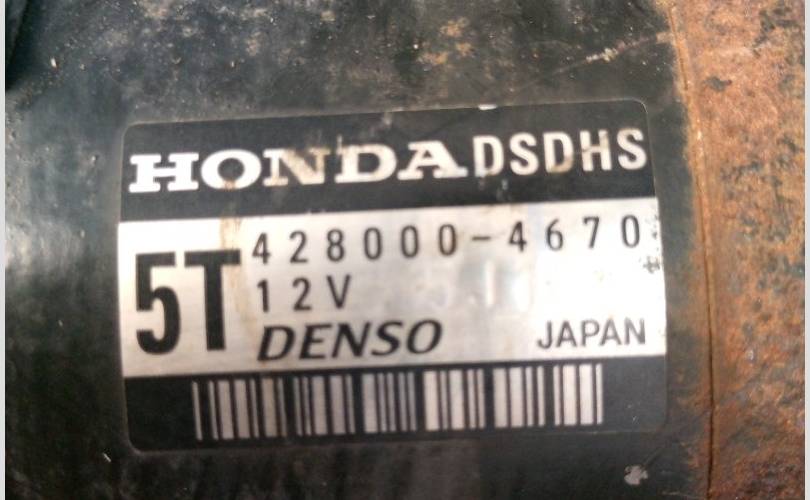 HONDA DSDHS
5T
428000-4670
12V
DENSO JAPAN